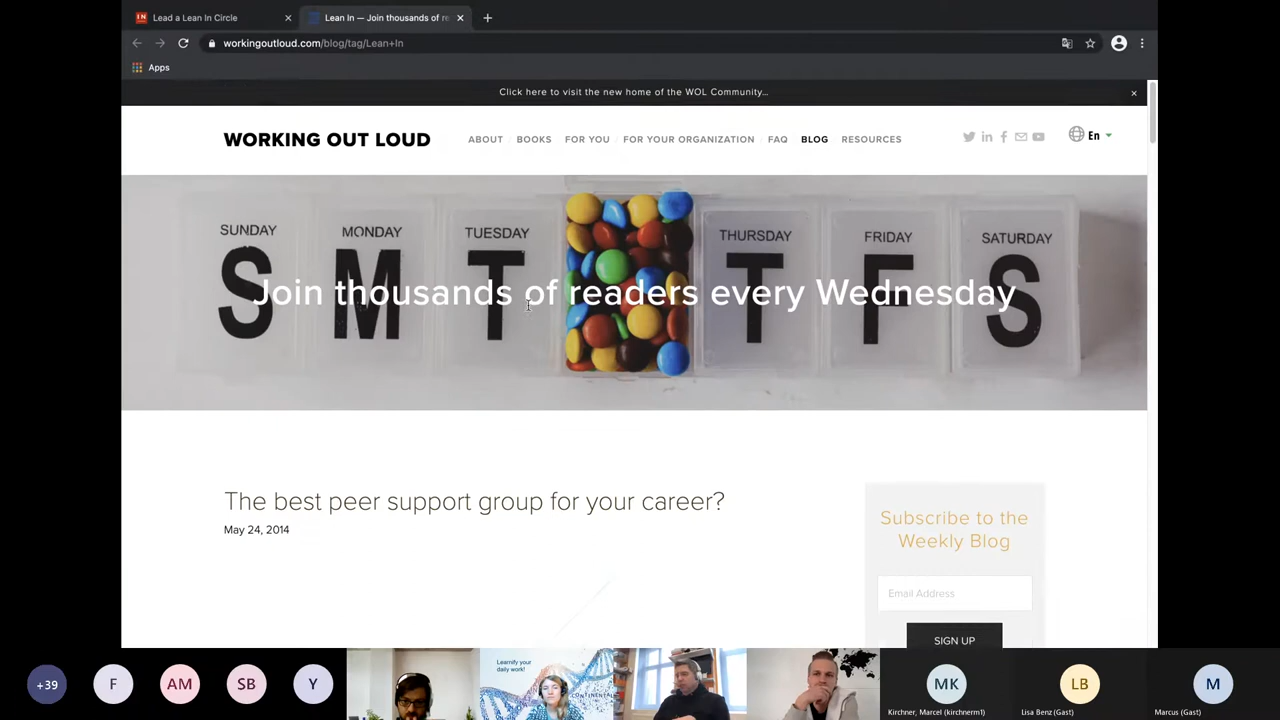 Lead a Lean In Circle
Lean In — Join thousands of re
workingoutloud.com/blog/tag/Lean+In
Apps
Click here to visit the new home of the WOL Community...
WORKING OUT LOUD
ABOUT
BOOKS
FOR YOU
FOR YOUR ORGANIZATION
FAQ
BLOG
RESOURCES
En
SUNDAY
MONDAY
TUESDAY
THURSDAY
FRIDAY
SATURDAY
S
M
T
T
F
S
Join thousands of readers every Wednesday
The best peer support group for your career?
May 24, 2014
Subscribe to the
Weekly Blog
Email Address
SIGN UP
+39
F
AM
SB
Y
Learnify your
daily work!
MK
Kirchner, Marcel (kirchnerm1)
LB
Lisa Benz (Gast)
M
Marcus (Gast)